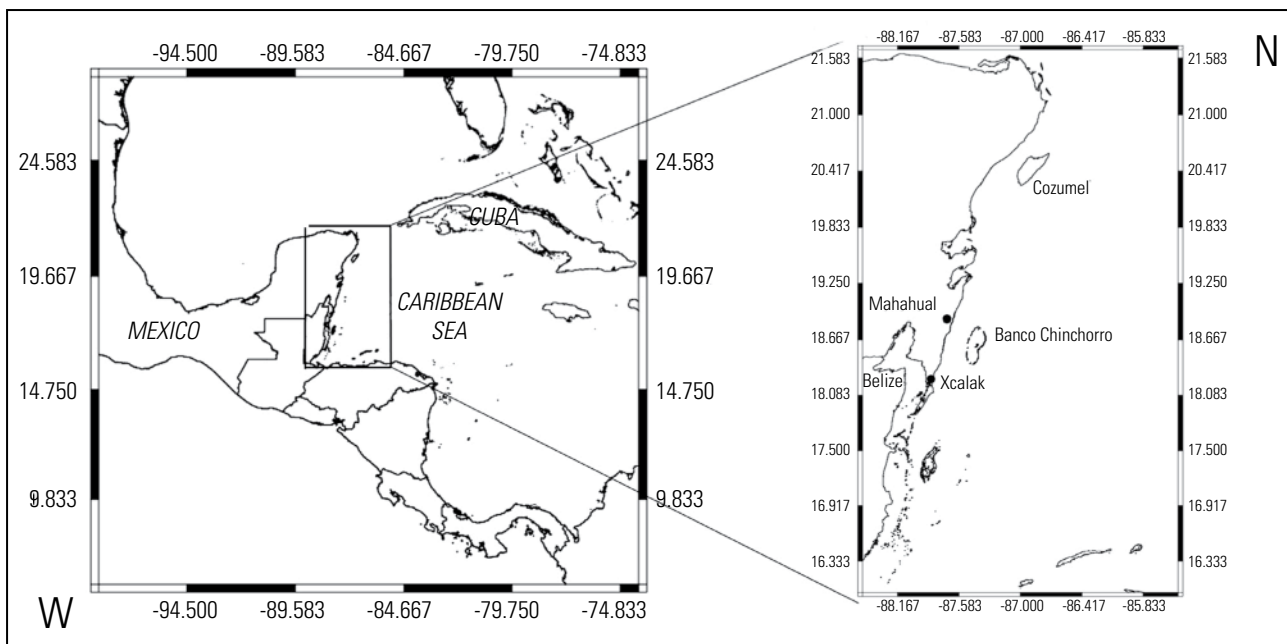 -94.500 -89.583 -84.667 -79.750 -74.833
24.583 24.583
CUBA
19.667 19.667
CARIBBEAN
SEA
MEXICO
14.750 14.750
9.833 9.833
-94.500 -89.583 -84.667 -79.750 -74.833
W
-88.167 -87.583 -87.000 -86.417 -85.833
N
21.583 21.583
21.000 21.000
20.417 20.417
Cozumel
19.833 19.833
19.250 19.250
Mahahual
18.667 18.667
Banco Chinchorro
Belize
Xcalak
18.083 18.083
17.500 17.500
16.917 16.917
16.333 16.333
-88.167 -87.583 -87.000 -86.417 -85.833